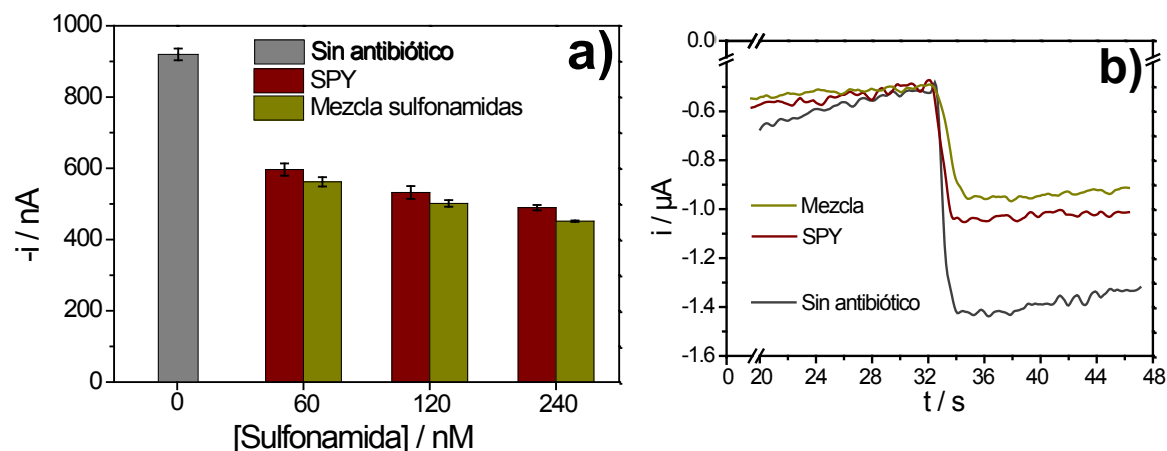 a)
1000
800
600
400
200
0
-i / nA
Sin antibiótico
SPY
Mezcla sulfonamidas
0
60
120
240
[Sulfonamida] / nM
b)
0.0
-0.6
-0.8
-1.0
-1.2
-1.4
-1.6
i / µA
Mezcla
SPY
Sin antibiótico
0
20
24
28
32
36
40
44
48
t / s